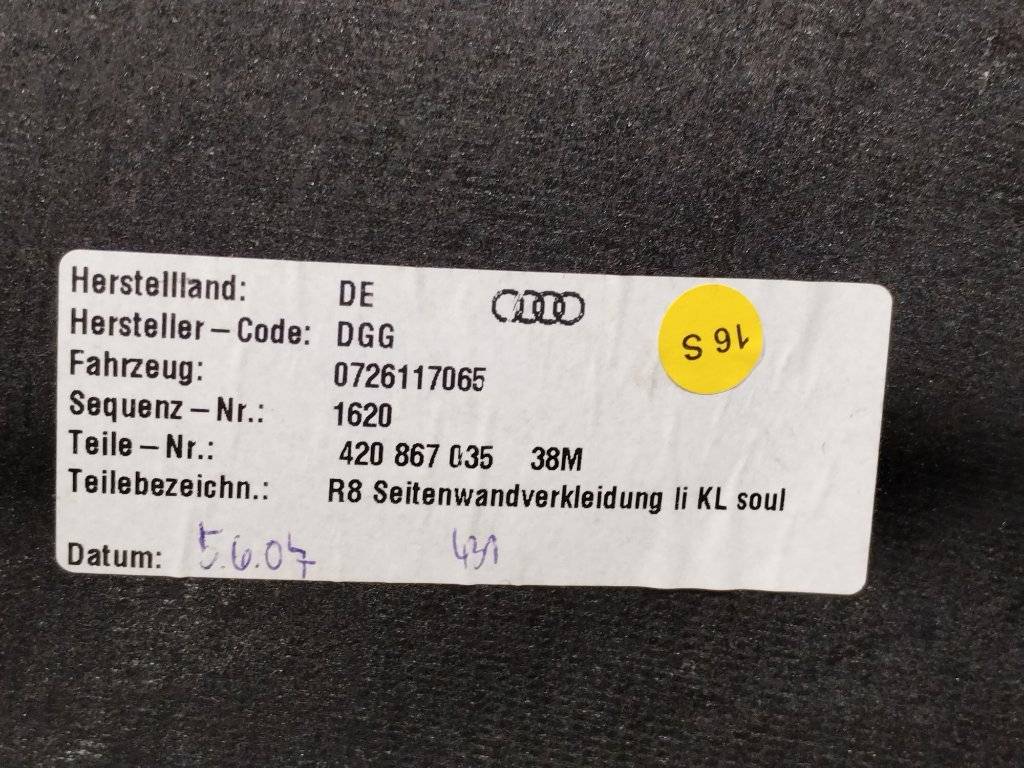 Herstellland: DE
Hersteller-Code: DGG
Fahrzeug: 0726117065
Sequenz-Nr.: 1620
Teile-Nr.: 420 867 035 38M
Teilebezeichn.: R8 Seitenwandverkleidung li KL soul
Datum: 5.6.07 431
16 S